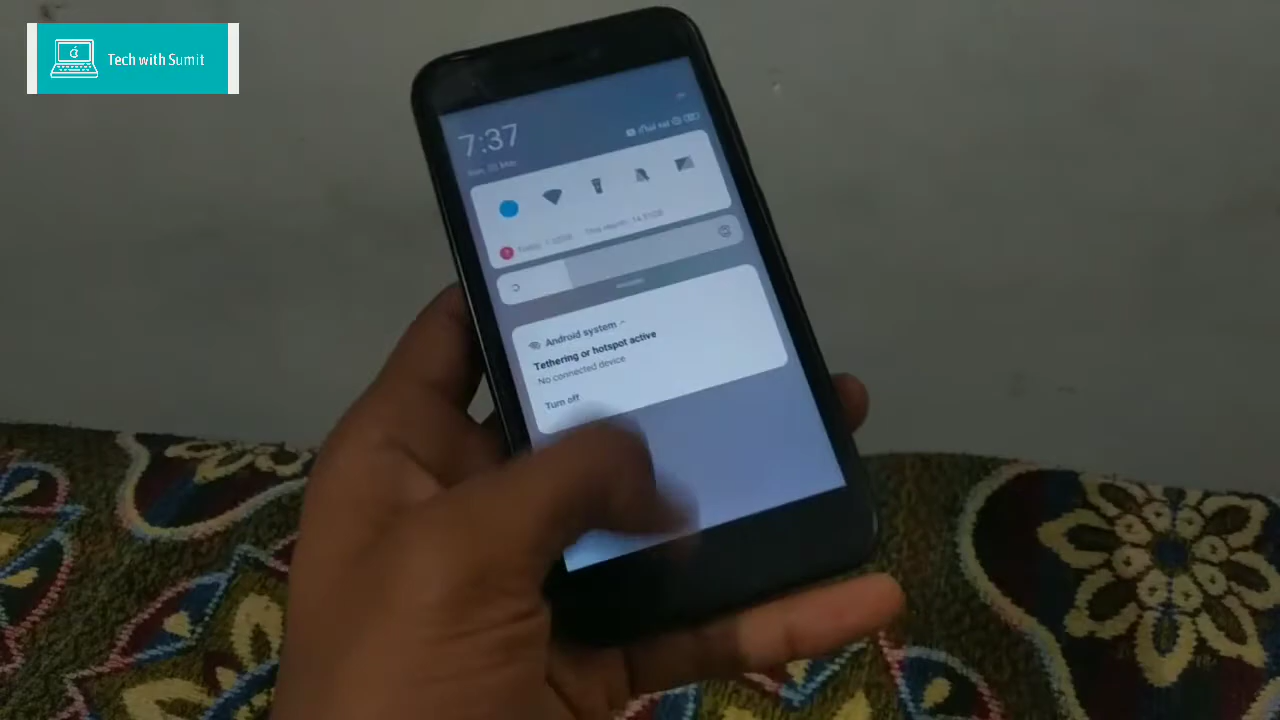 Tech with Sumit
7:37
Android system
Tethering or hotspot active
No connected device
Turn off